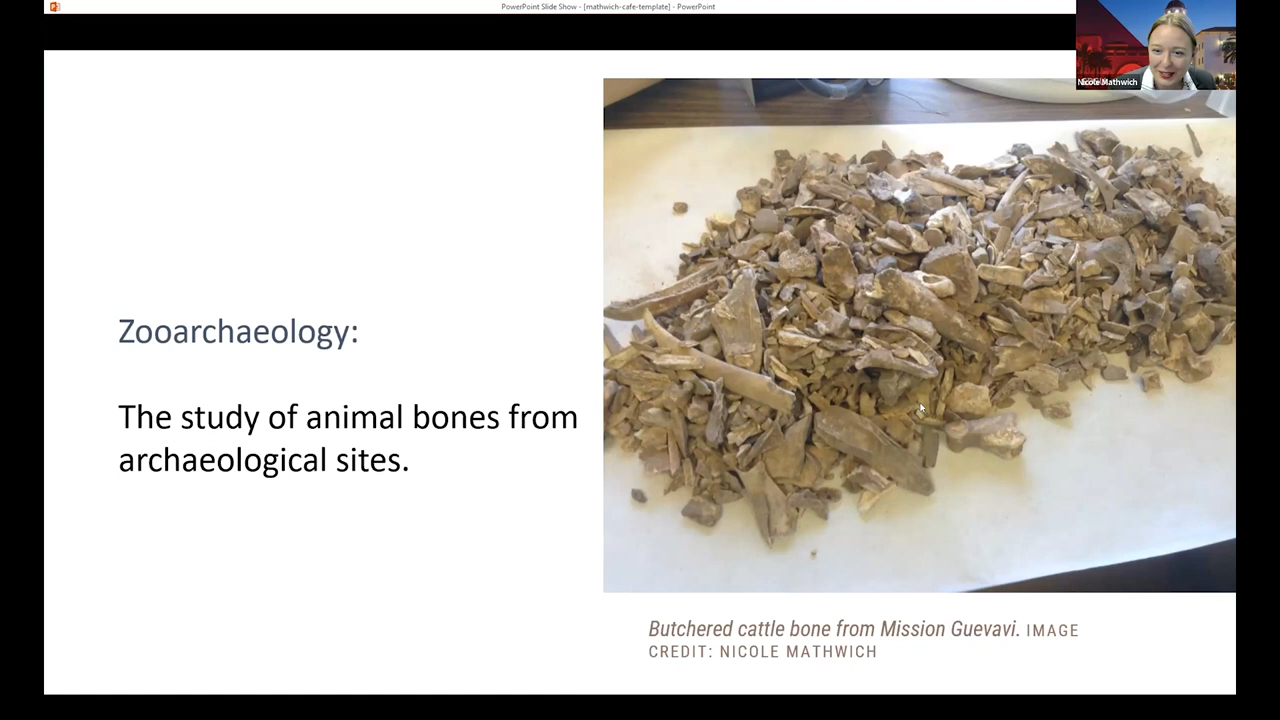 PowerPoint Slide Show - [mathwich-cafe-template] - PowerPoint
Nicole Mathwich
Zooarchaeology:
The study of animal bones from
archaeological sites.
Butchered cattle bone from Mission Guevavi. IMAGE
CREDIT: NICOLE MATHWICH